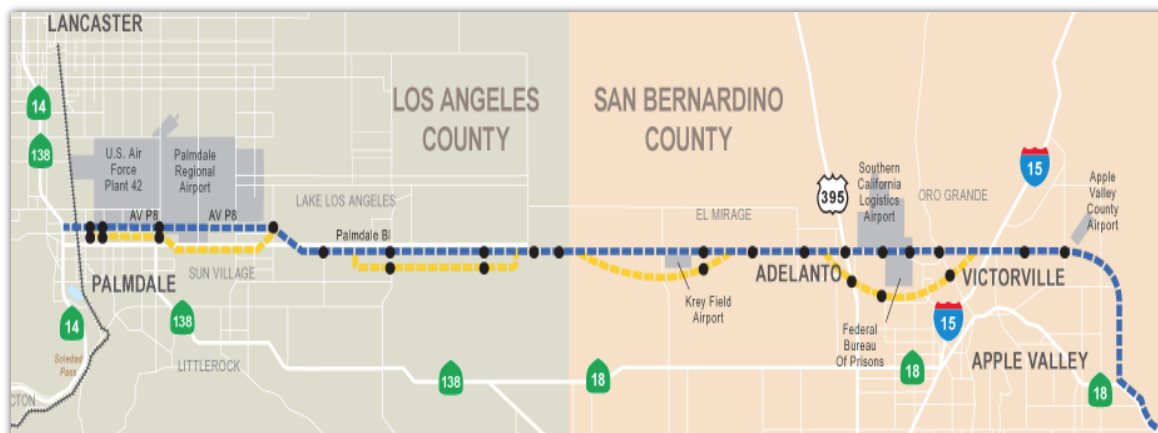 LANCASTER
14
138
U.S. Air
Force
Plant 42
Palmdale
Regional
Airport
LOS ANGELES
COUNTY
SAN BERNARDINO
COUNTY
395
Southern
California
Logistics
Airport
ORO GRANDE
15
Apple
Valley
County
Airport
LAKE LOS ANGELES
EL MIRAGE
AV P8
AV P8
Palmdale Bl
SUN VILLAGE
PALMDALE
ADELANTO
VICTORVILLE
Krey Field
Airport
Federal
Bureau
Of Prisons
14
138
15
Soledad
Pass
LITTLEROCK
138
18
18
APPLE VALLEY
18
CTON